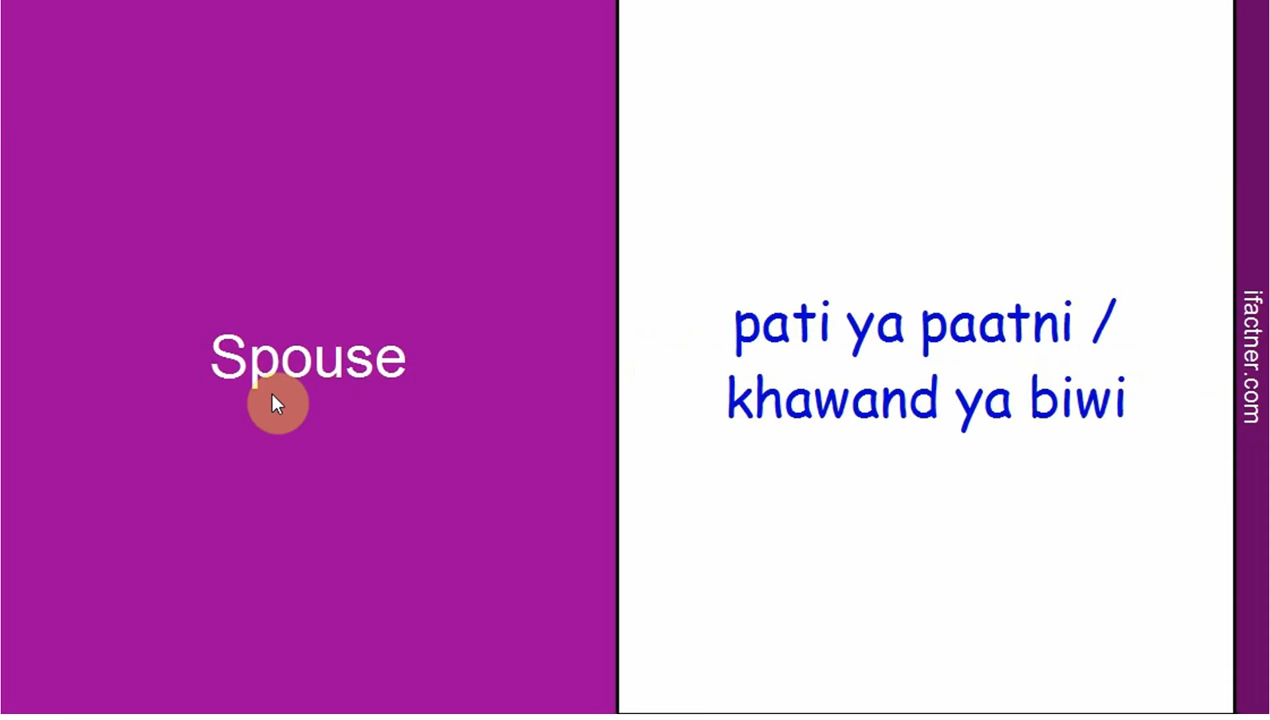 Spouse
pati ya paatni /
khawand ya biwi
ifactner.com